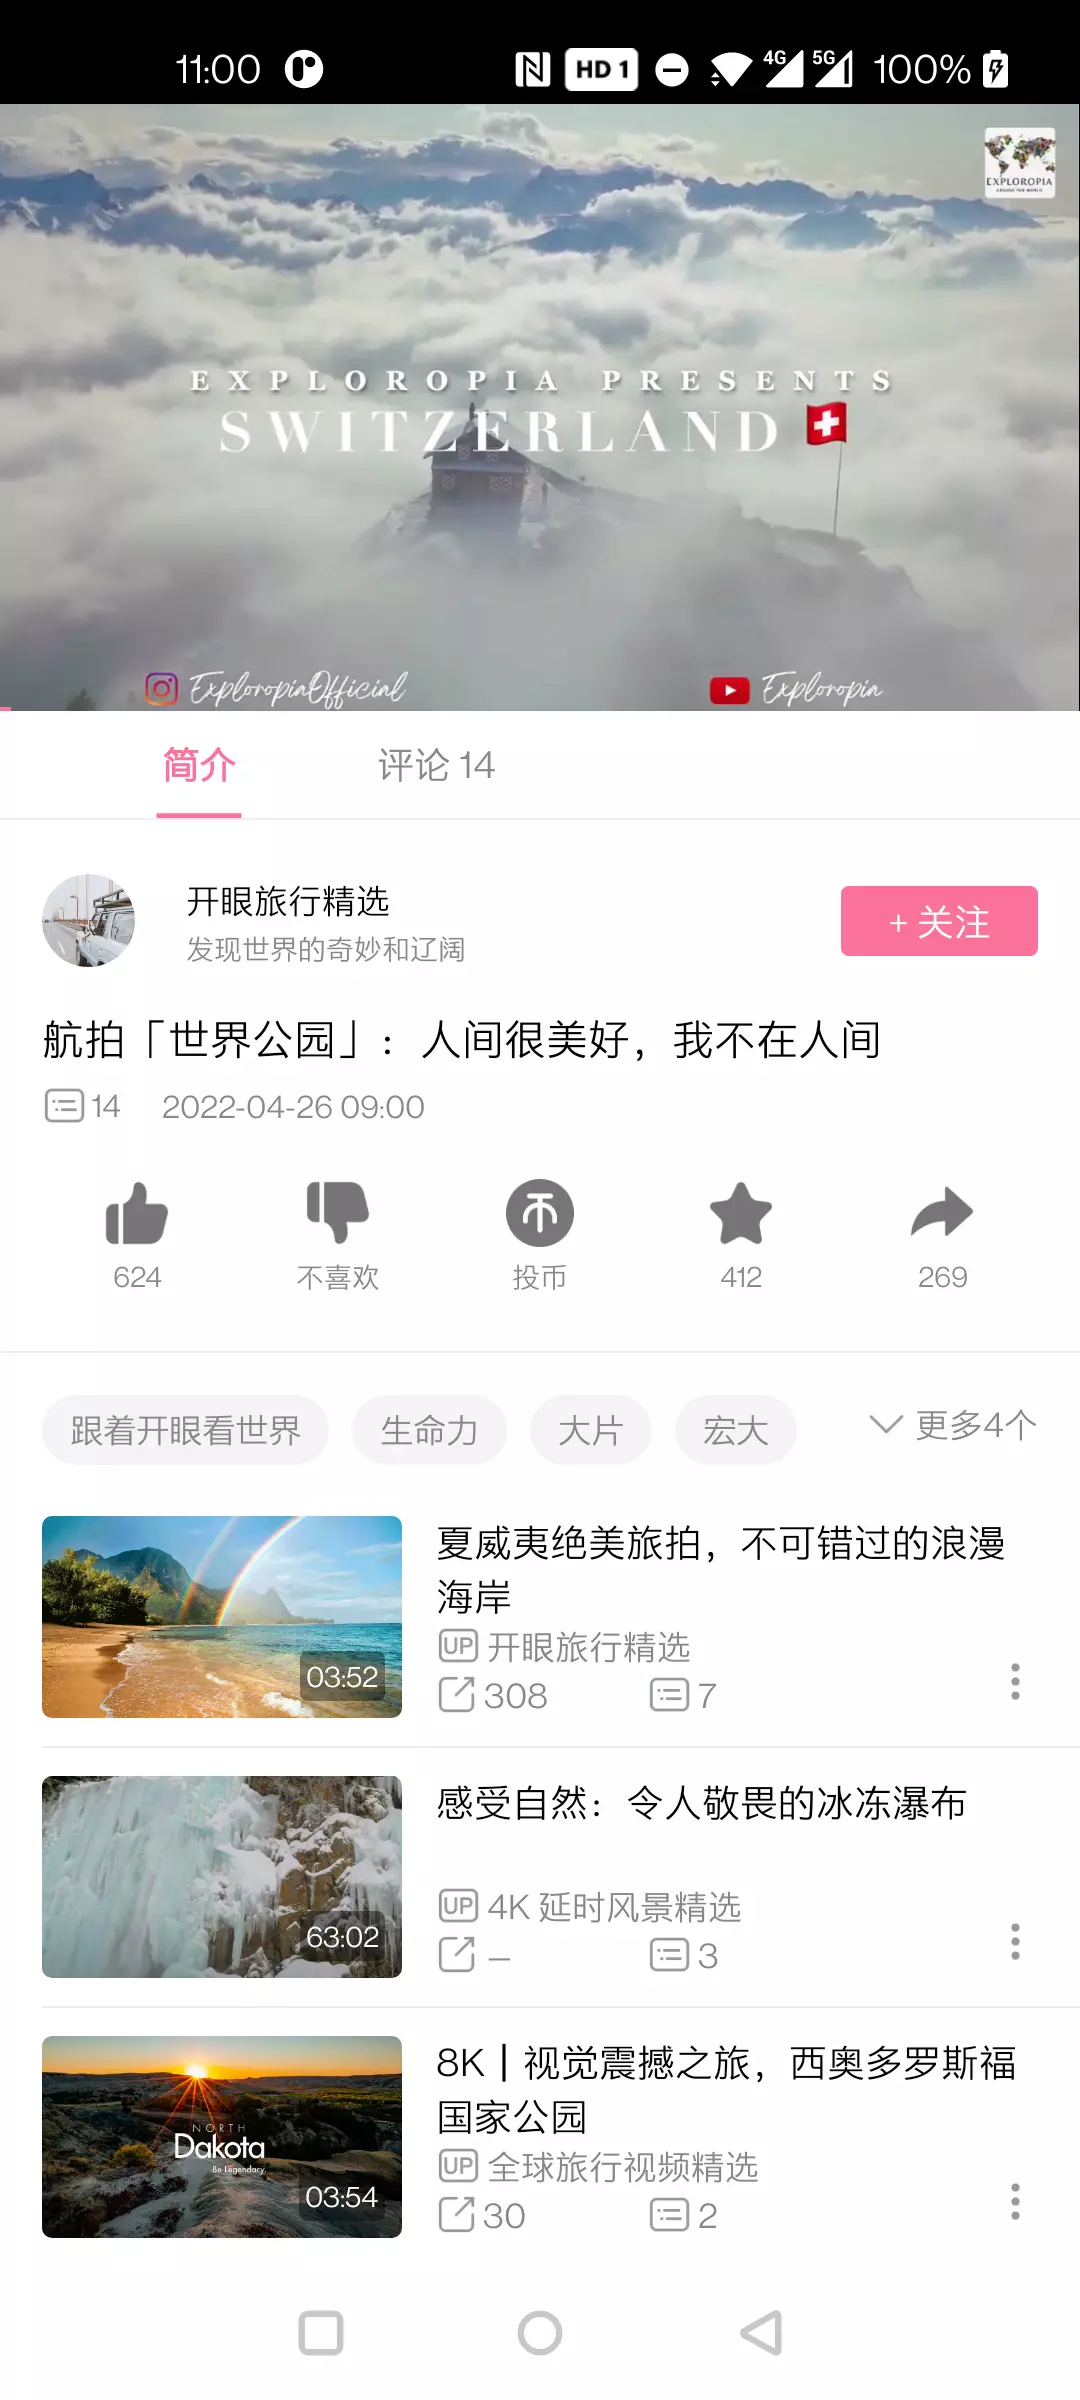 11:00
HD 1
4G
5G
100%
EXPLOROPIA
AROUND THE WORLD
EXPLOROPIA PRESENTS
SWITZERLAND
ExploropiaOfficial
Exploropia
简介
评论 14
开眼旅行精选
发现世界的奇妙和辽阔
+ 关注
航拍「世界公园」：人间很美好，我不在人间
14
2022-04-26 09:00
624
不喜欢
投币
412
269
跟着开眼看世界
生命力
大片
宏大
更多4个
夏威夷绝美旅拍，不可错过的浪漫
海岸
03:52
UP 开眼旅行精选
308
7
感受自然：令人敬畏的冰冻瀑布
63:02
UP 4K 延时风景精选
–
3
8K | 视觉震撼之旅，西奥多罗斯福
国家公园
NORTH
Dakota
Be Legendary.
03:54
UP 全球旅行视频精选
30
2